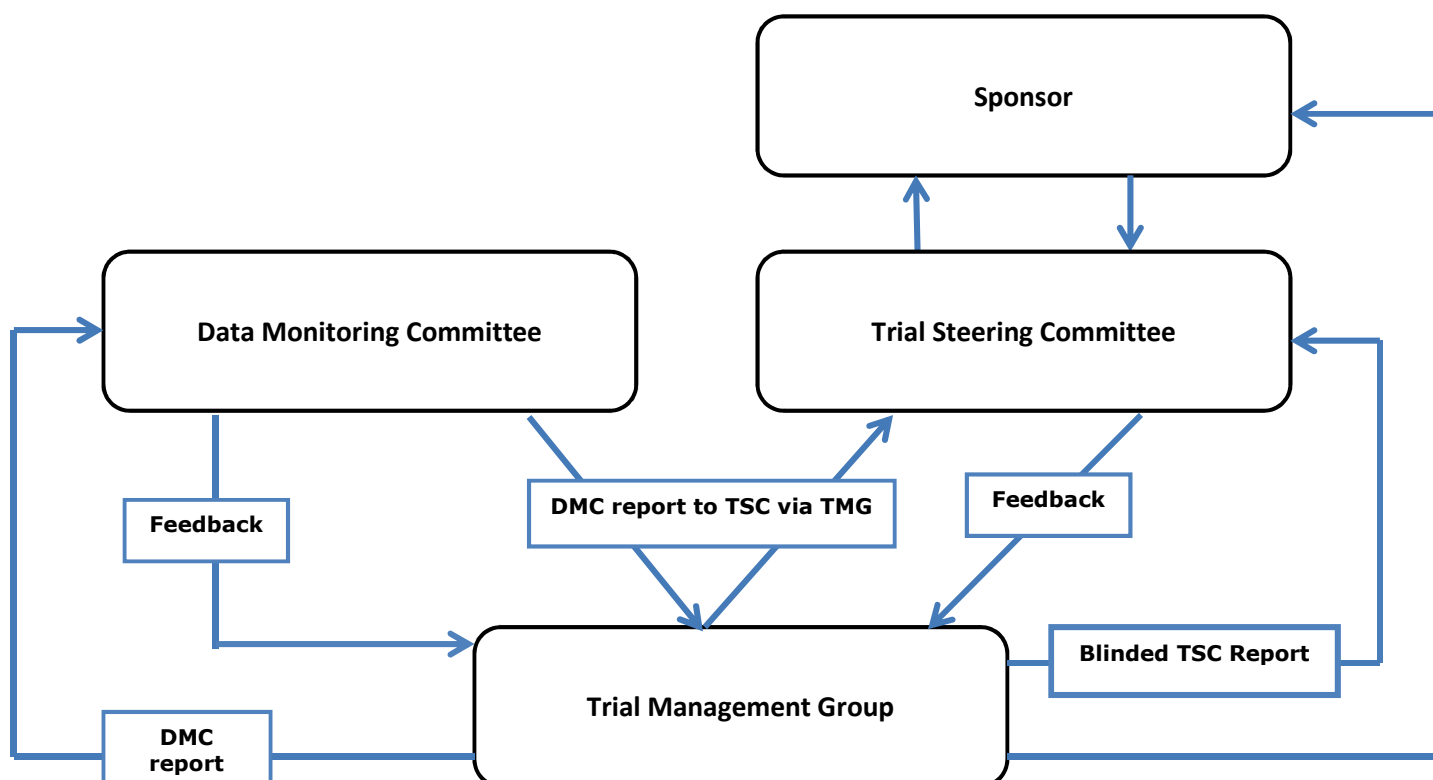 Sponsor
Data Monitoring Committee
Trial Steering Committee
Feedback
DMC report to TSC via TMG
Feedback
Blinded TSC Report
Trial Management Group
DMC
report